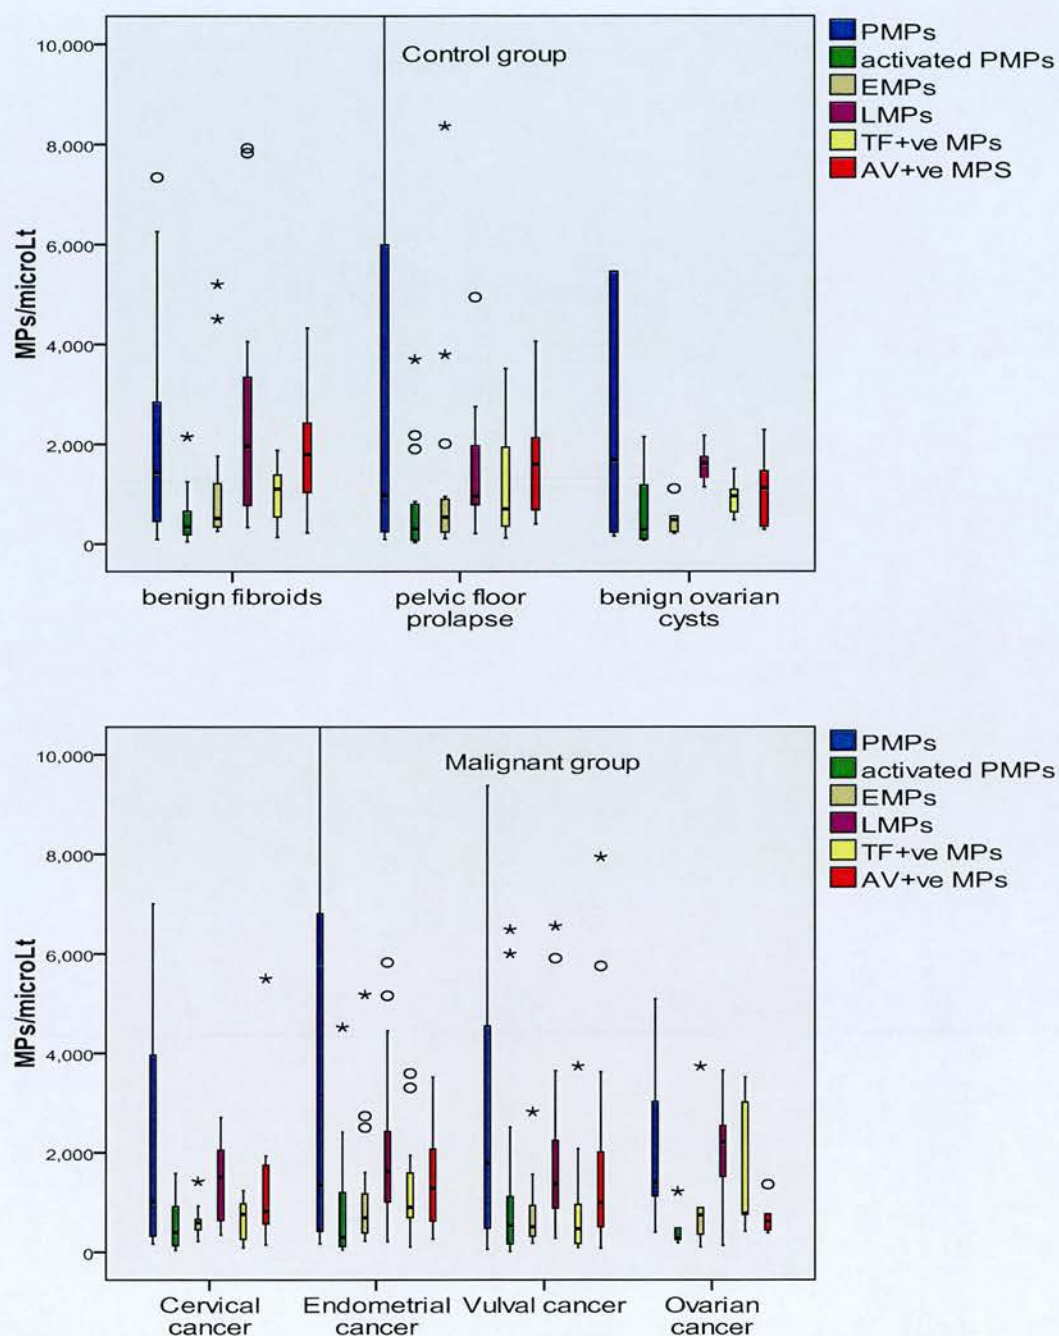 Control group
PMPs
activated PMPs
EMPs
LMPs
TF+ve MPs
AV+ve MPS
MPs/microLt
10,000
8,000
6,000
4,000
2,000
0
benign fibroids
pelvic floor
prolapse
benign ovarian
cysts
Malignant group
PMPs
activated PMPs
EMPs
LMPs
TF+ve MPs
AV+ve MPs
MPs/microLt
10,000
8,000
6,000
4,000
2,000
0
Cervical
cancer
Endometrial
cancer
Vulval cancer
Ovarian
cancer